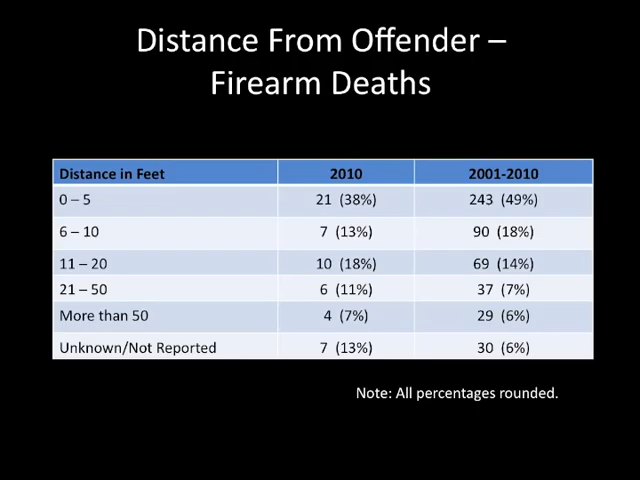 Distance From Offender –
Firearm Deaths
Distance in Feet 2010 2001-2010
0 – 5 21 (38%) 243 (49%)
6 – 10 7 (13%) 90 (18%)
11 – 20 10 (18%) 69 (14%)
21 – 50 6 (11%) 37 (7%)
More than 50 4 (7%) 29 (6%)
Unknown/Not Reported 7 (13%) 30 (6%)
Note: All percentages rounded.